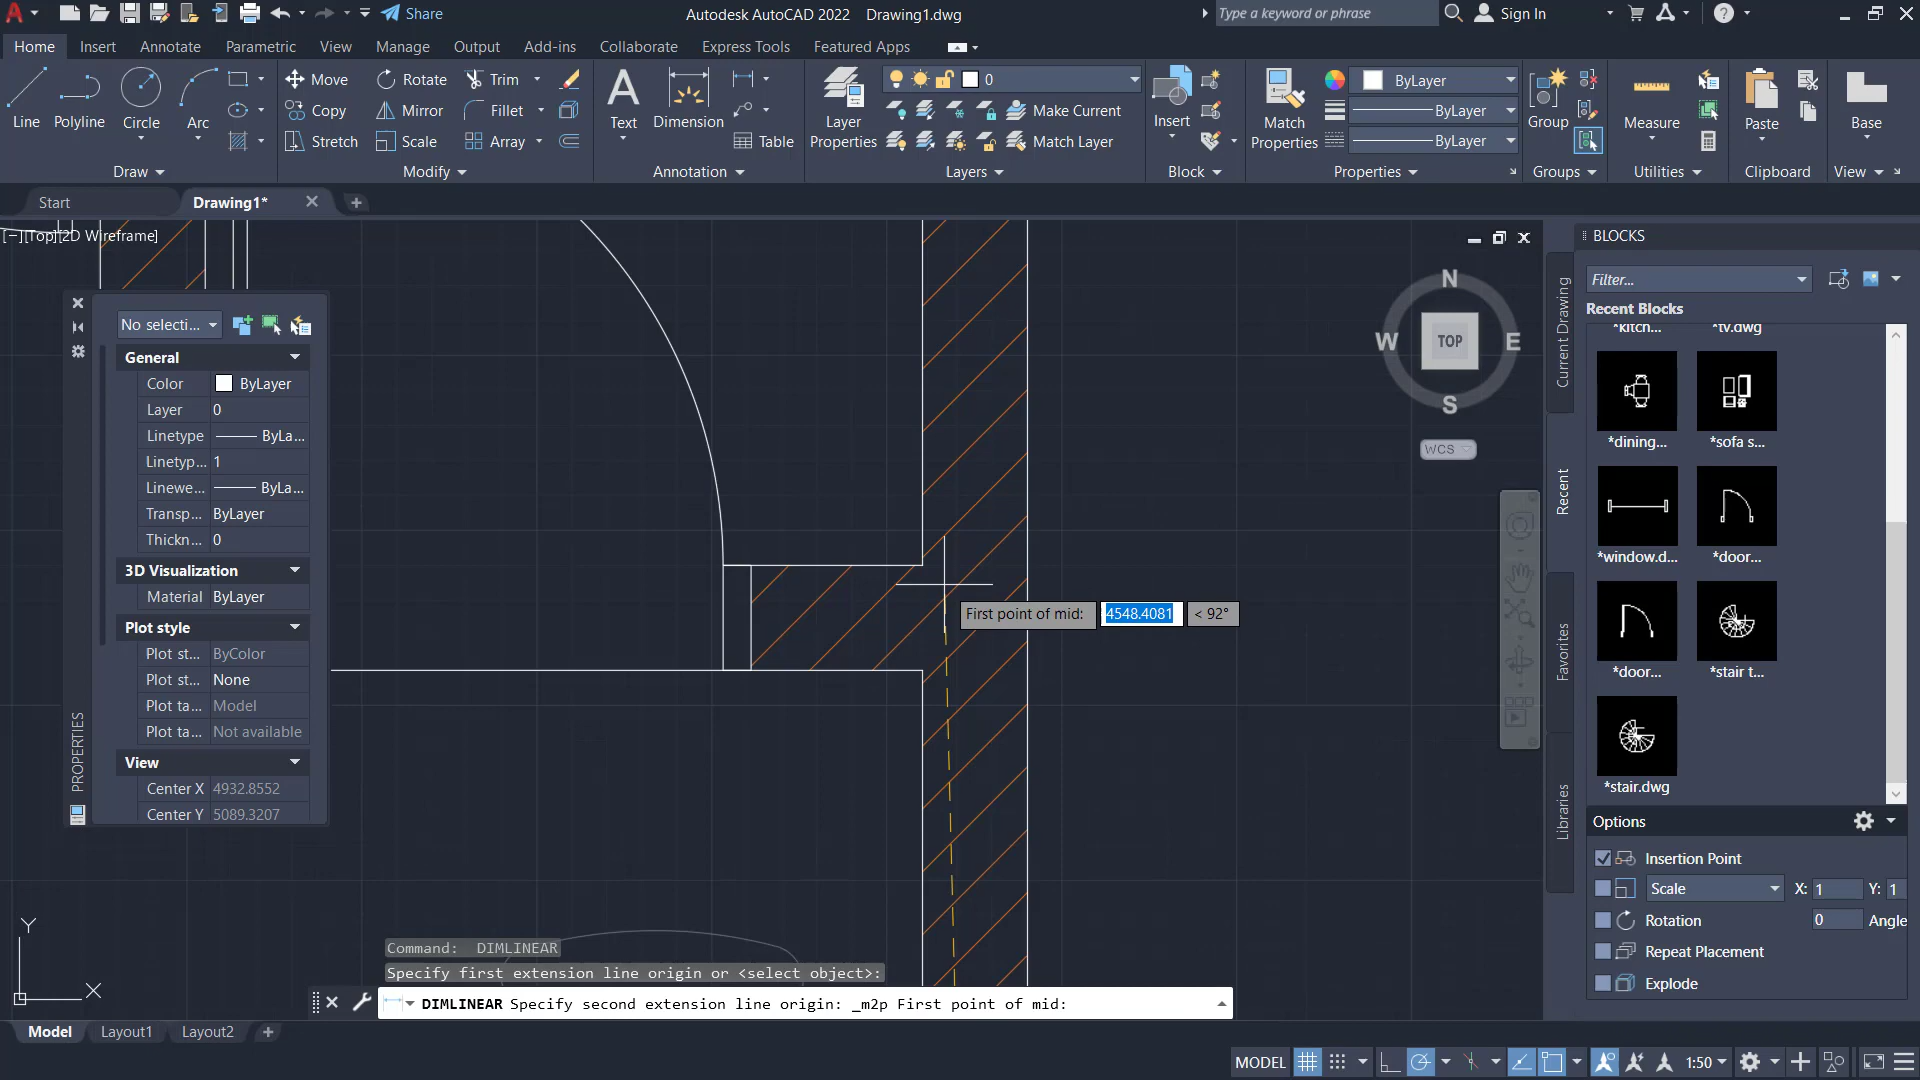 Share
Autodesk AutoCAD 2022 Drawing1.dwg
Type a keyword or phrase
Sign In
Home Insert Annotate Parametric View Manage Output Add-ins Collaborate Express Tools Featured Apps
Line Polyline Circle Arc
Move Rotate Trim
Copy Mirror Fillet
Stretch Scale Array
Text Dimension Table
Layer Properties
0
Make Current
Match Layer
Insert
Match Properties
ByLayer
ByLayer
ByLayer
Group
Measure
Paste
Base
Draw Modify Annotation Layers Block Properties Groups Utilities Clipboard View
Start Drawing1*
[−][Top][2D Wireframe]
No selecti...
General
Color ByLayer
Layer 0
Linetype ByLa...
Linetyp... 1
Linewe... ByLa...
Transp... ByLayer
Thickn... 0
3D Visualization
Material ByLayer
Plot style
Plot st... ByColor
Plot st... None
Plot ta... Model
Plot ta... Not available
View
Center X 4932.8552
Center Y 5089.3207
PROPERTIES
N
W TOP E
S
WCS
First point of mid: 4548.4081 < 92°
BLOCKS
Filter...
Recent Blocks
Current Drawing
Recent
Favorites
Libraries
*kitch... *tv.dwg
*dining... *sofa s...
*window.d... *door...
*door... *stair t...
*stair.dwg
Options
Insertion Point
Scale X: 1 Y: 1
Rotation 0 Angle
Repeat Placement
Explode
Y
X
Command: DIMLINEAR
Specify first extension line origin or <select object>:
DIMLINEAR Specify second extension line origin: _m2p First point of mid:
Model Layout1 Layout2
MODEL 1:50